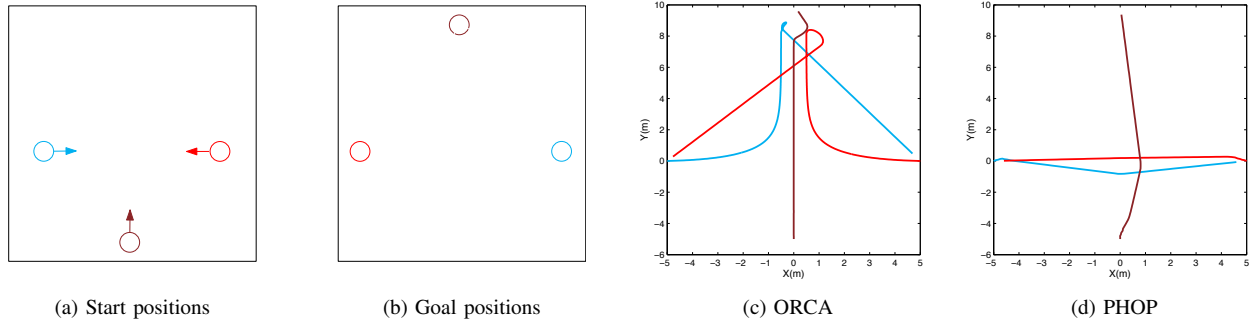 10
8
6
4
2
0
−2
−4
−6
Y(m)
−5 −4 −3 −2 −1 0 1 2 3 4 5
X(m)
10
8
6
4
2
0
−2
−4
−6
Y(m)
−5 −4 −3 −2 −1 0 1 2 3 4 5
X(m)
(a) Start positions
(b) Goal positions
(c) ORCA
(d) PHOP